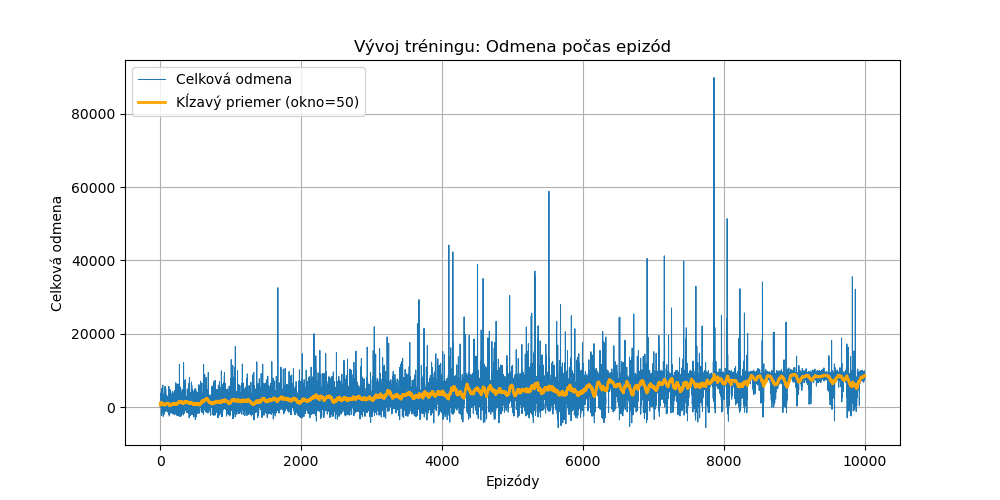 Vývoj tréningu: Odmena počas epizód
Celková odmena
Kĺzavý priemer (okno=50)
80000
60000
40000
20000
0
Celková odmena
0
2000
4000
6000
8000
10000
Epizódy